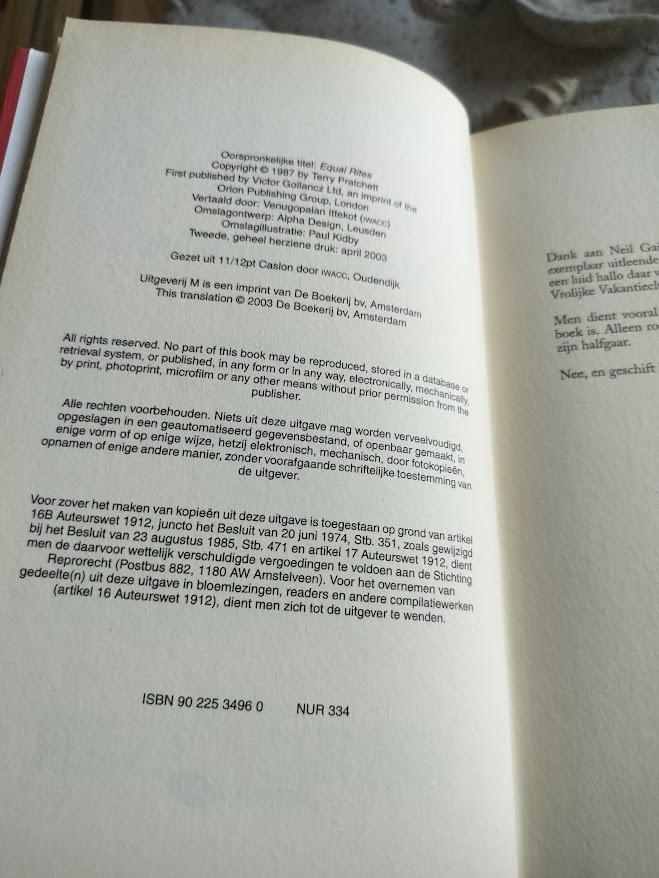 Oorspronkelijke titel: Equal Rites
Copyright © 1987 by Terry Pratchett
First published by Victor Gollancz Ltd, an imprint of the
Orion Publishing Group, London
Vertaald door: Venugopalan Ittekot (IWACC)
Omslagontwerp: Alpha Design, Leusden
Omslagillustratie: Paul Kidby
Tweede, geheel herziene druk: april 2003
Gezet uit 11/12pt Caslon door IWACC, Oudendijk
Uitgeverij M is een imprint van De Boekerij bv, Amsterdam
This translation © 2003 De Boekerij bv, Amsterdam
All rights reserved. No part of this book may be reproduced, stored in a database or
retrieval system, or published, in any form or in any way, electronically, mechanically,
by print, photoprint, microfilm or any other means without prior permission from the
publisher.
Alle rechten voorbehouden. Niets uit deze uitgave mag worden verveelvoudigd,
opgeslagen in een geautomatiseerd gegevensbestand, of openbaar gemaakt, in
enige vorm of op enige wijze, hetzij elektronisch, mechanisch, door fotokopieën,
opnamen of enige andere manier, zonder voorafgaande schriftelijke toestemming van
de uitgever.
Voor zover het maken van kopieën uit deze uitgave is toegestaan op grond van artikel
16B Auteurswet 1912, juncto het Besluit van 20 juni 1974, Stb. 351, zoals gewijzigd
bij het Besluit van 23 augustus 1985, Stb. 471 en artikel 17 Auteurswet 1912, dient
men de daarvoor wettelijk verschuldigde vergoedingen te voldoen aan de Stichting
Reprorecht (Postbus 882, 1180 AW Amstelveen). Voor het overnemen van
gedeelte(n) uit deze uitgave in bloemlezingen, readers en andere compilatiewerken
(artikel 16 Auteurswet 1912), dient men zich tot de uitgever te wenden.
ISBN 90 225 3496 0 NUR 334
Dank aan Neil Gai
exemplaar uitleende
een luid hallo daar v
Vrolijke Vakantieclu
Men dient vooral
boek is. Alleen ro
zijn halfgaar.
Nee, en geschift